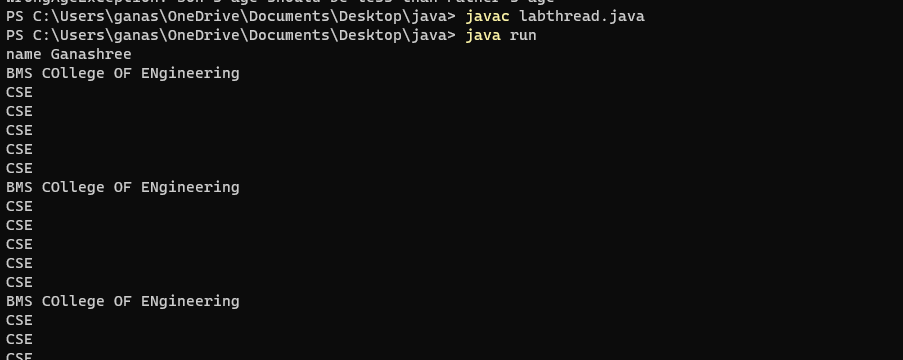 WrongAgeException: Son's age should be less than Father's age
PS C:\Users\ganas\OneDrive\Documents\Desktop\java> javac labthread.java
PS C:\Users\ganas\OneDrive\Documents\Desktop\java> java run
name Ganashree
BMS COllege OF ENgineering
CSE
CSE
CSE
CSE
CSE
BMS COllege OF ENgineering
CSE
CSE
CSE
CSE
CSE
BMS COllege OF ENgineering
CSE
CSE
CSE